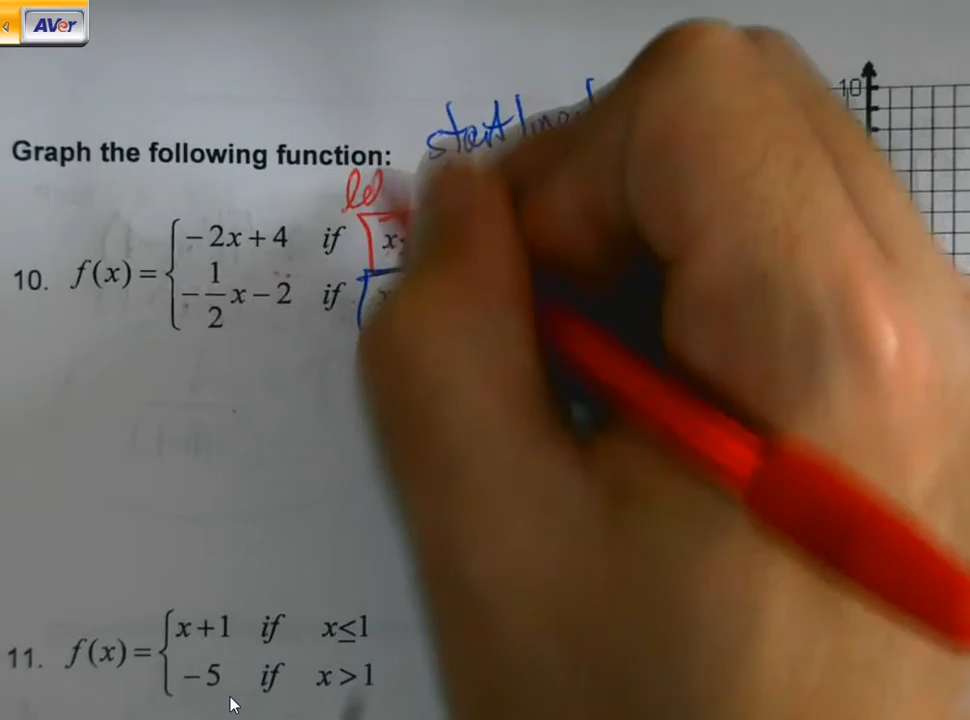 AVer
10
Graph the following function:
start
10. f(x) = { -2x + 4 if x
-1/2 x - 2 if
11. f(x) = { x + 1 if x ≤ 1
-5 if x > 1